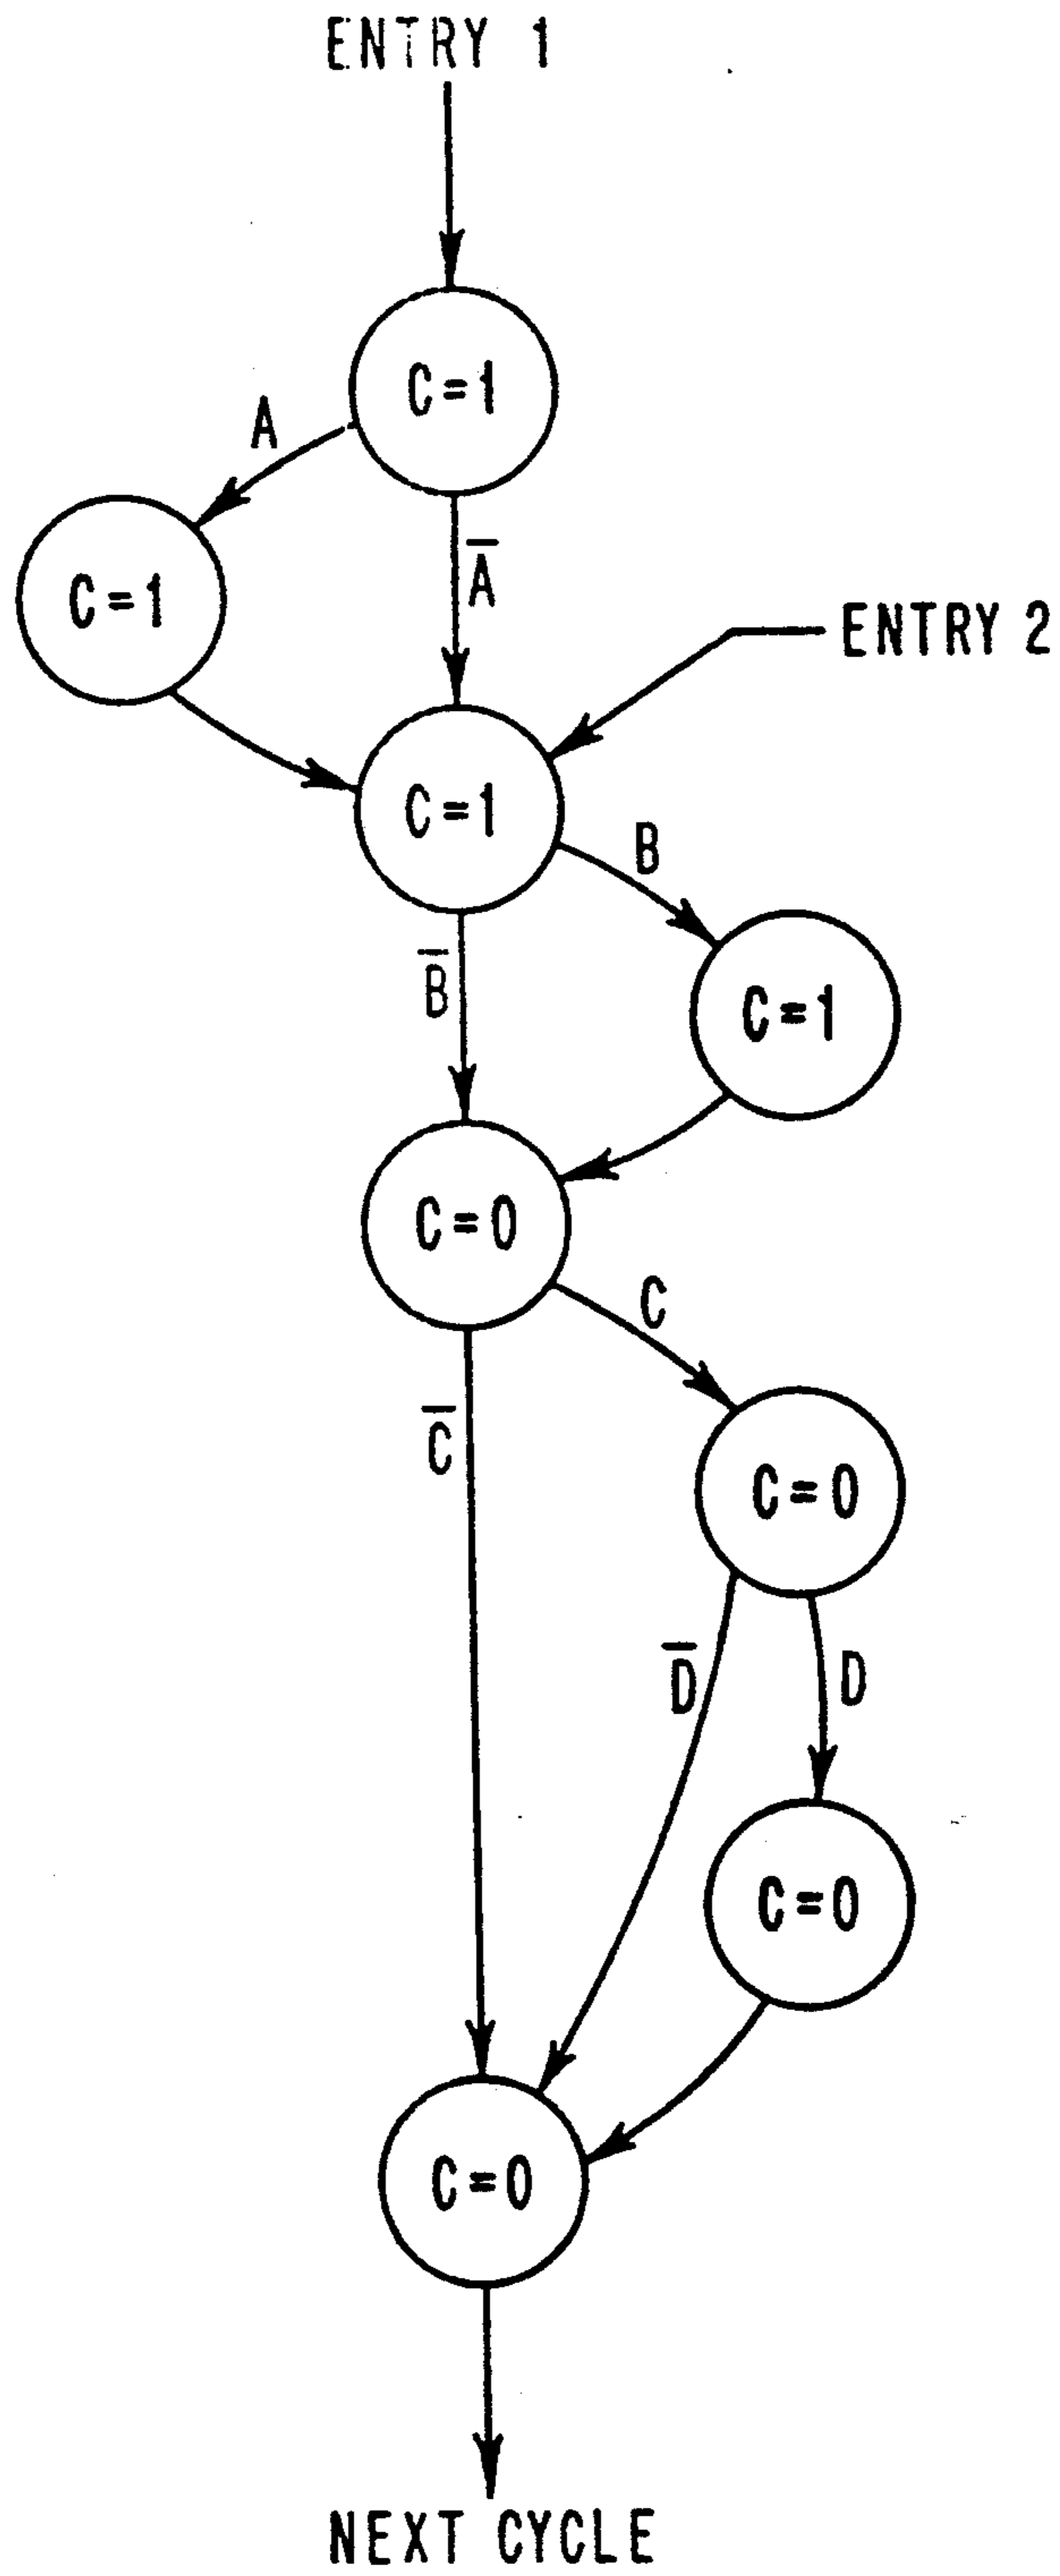 ENTRY 1
C=1
A
C=1
A̅
ENTRY 2
C=1
B
B̅
C=1
C=0
C
C̅
C=0
D̅
D
C=0
C=0
NEXT CYCLE